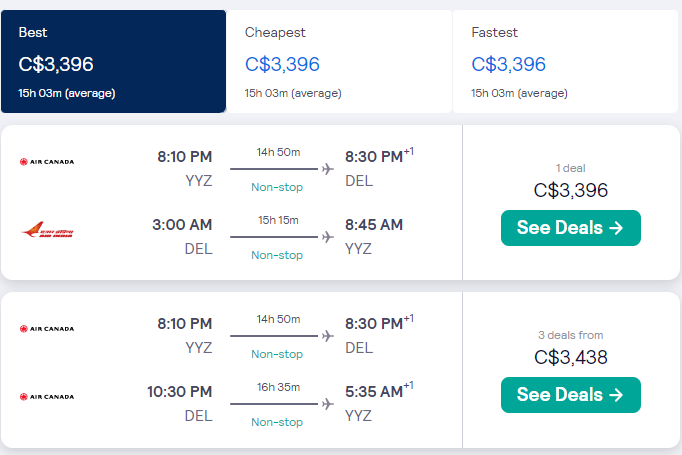 Best
C$3,396
15h 03m (average)
Cheapest
C$3,396
15h 03m (average)
Fastest
C$3,396
15h 03m (average)
AIR CANADA
8:10 PM 14h 50m 8:30 PM+1
YYZ Non-stop DEL
AIR INDIA
3:00 AM 15h 15m 8:45 AM
DEL Non-stop YYZ
1 deal
C$3,396
See Deals →
AIR CANADA
8:10 PM 14h 50m 8:30 PM+1
YYZ Non-stop DEL
AIR CANADA
10:30 PM 16h 35m 5:35 AM+1
DEL Non-stop YYZ
3 deals from
C$3,438
See Deals →